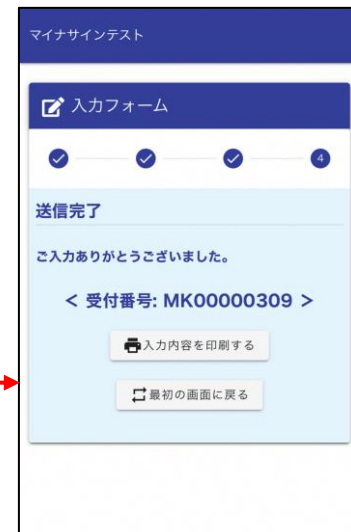 マイナサインテスト
入力フォーム
4
送信完了
ご入力ありがとうございました。
< 受付番号: MK00000309 >
入力内容を印刷する
最初の画面に戻る